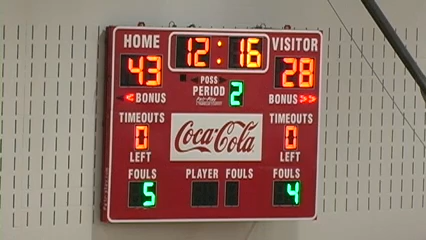 HOME 12:16 VISITOR
43 POSS 28
< BONUS PERIOD 2 BONUS >>
TIMEOUTS TIMEOUTS
0 Coca-Cola 0
LEFT LEFT
FOULS PLAYER FOULS FOULS
5 4